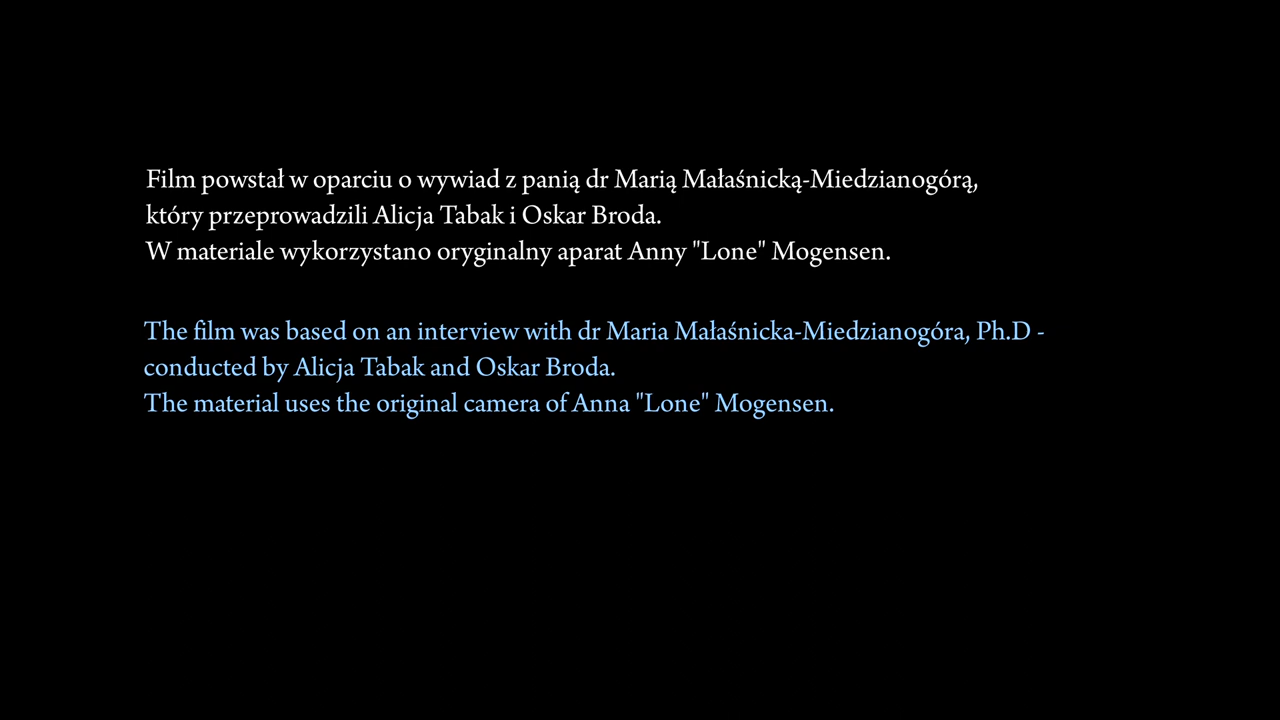 Film powstał w oparciu o wywiad z panią dr Marią Małaśnicką-Miedzianogórą,
który przeprowadzili Alicja Tabak i Oskar Broda.
W materiale wykorzystano oryginalny aparat Anny "Lone" Mogensen.
The film was based on an interview with dr Maria Małaśnicka-Miedzianogóra, Ph.D -
conducted by Alicja Tabak and Oskar Broda.
The material uses the original camera of Anna "Lone" Mogensen.